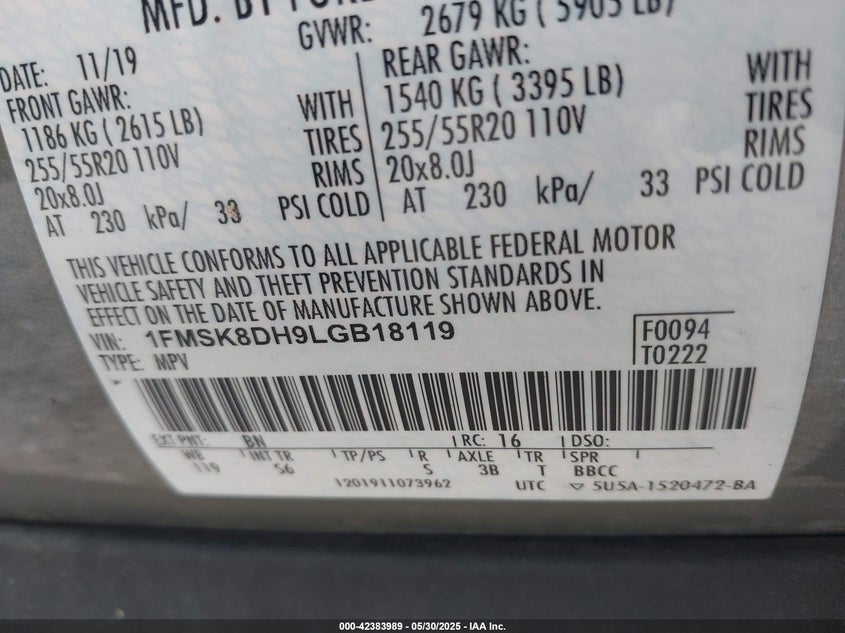 MFD. BY FORD
GVWR: 2679 KG ( 5905 LB)
DATE: 11/19
FRONT GAWR:
1186 KG ( 2615 LB)
255/55R20 110V
20x8.0J
AT 230 kPa/ 33 PSI COLD
WITH
TIRES
RIMS
REAR GAWR:
1540 KG ( 3395 LB)
255/55R20 110V
20x8.0J
AT 230 kPa/ 33 PSI COLD
WITH
TIRES
RIMS
THIS VEHICLE CONFORMS TO ALL APPLICABLE FEDERAL MOTOR
VEHICLE SAFETY AND THEFT PREVENTION STANDARDS IN
EFFECT ON THE DATE OF MANUFACTURE SHOWN ABOVE.
VIN: 1FMSK8DH9LGB18119
TYPE: MPV
F0094
T0222
EXT PNT: BN RC: 16 DSO:
WB INT TR TP/PS R AXLE TR SPR
119 S6 S 3B T BBCC
1201911073962 UTC ▽ 5U5A-1520472-BA
000-42383989 - 05/30/2025 - IAA Inc.